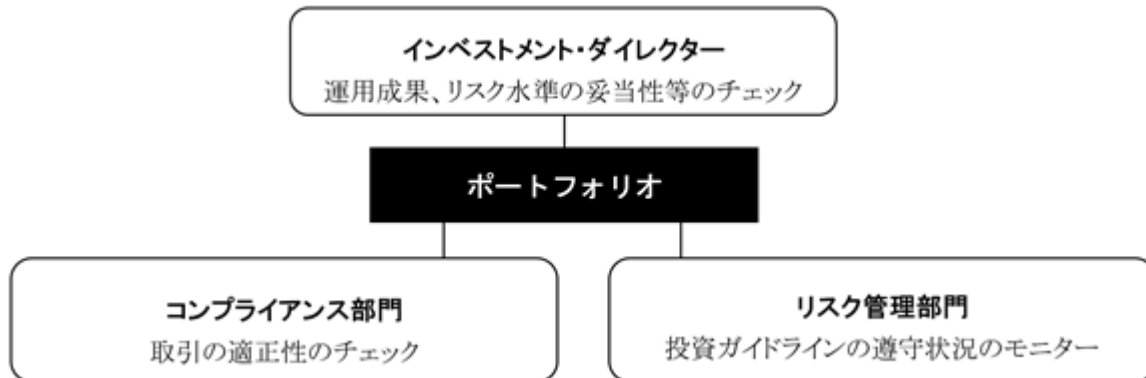 インベストメント・ダイレクター
運用成果、リスク水準の妥当性等のチェック
ポートフォリオ
コンプライアンス部門
取引の適正性のチェック
リスク管理部門
投資ガイドラインの遵守状況のモニター